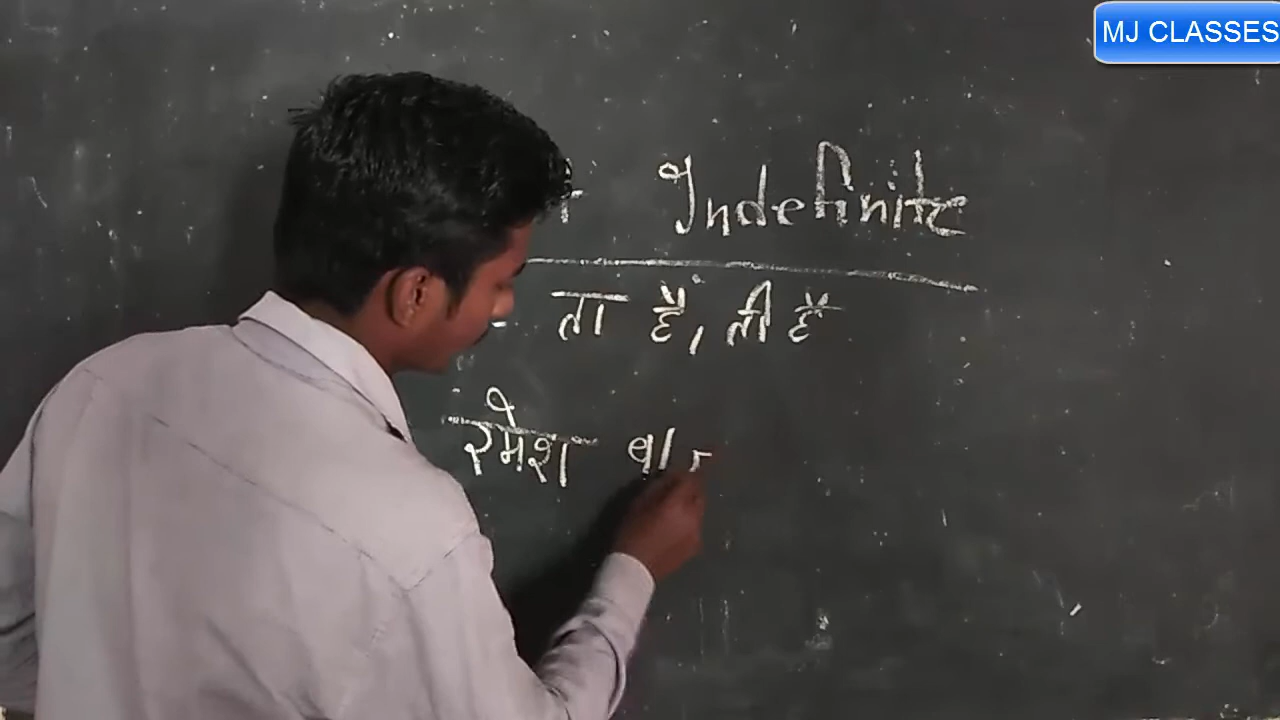 MJ CLASSES
Indefinite
ता है, ती है
रमेश